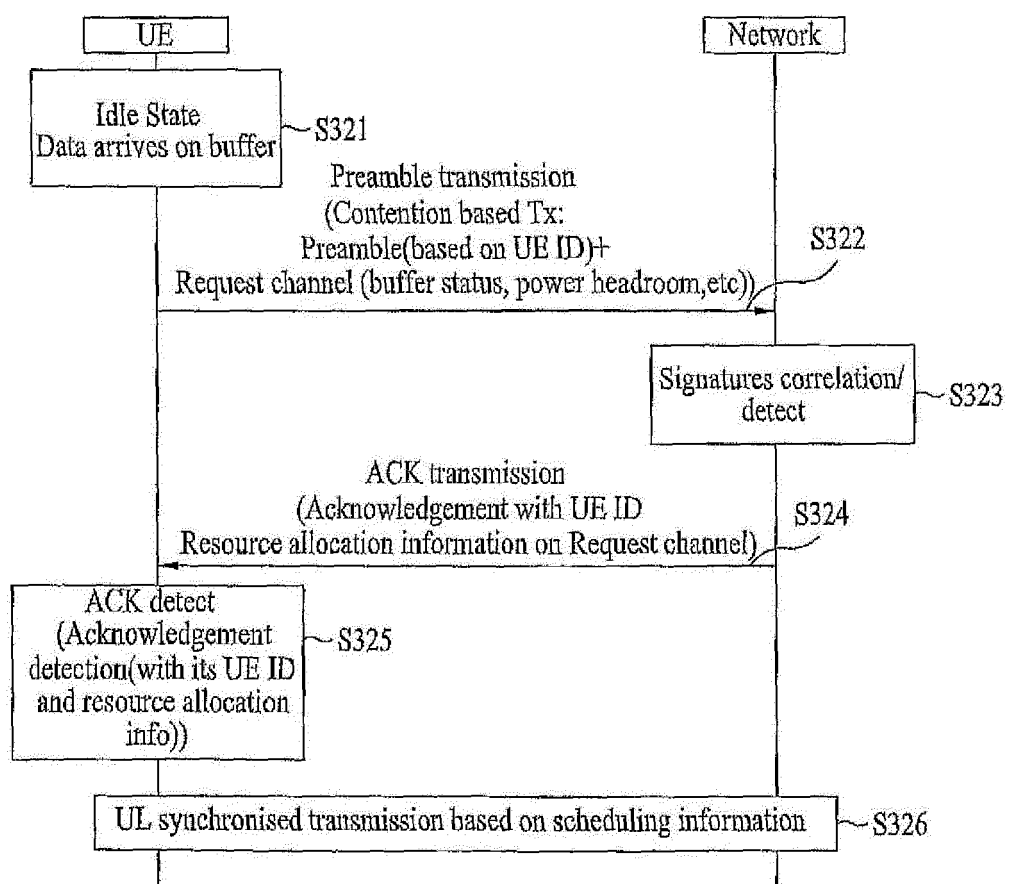 UE
Network
Idle State
Data arrives on buffer
S321
Preamble transmission
(Contention based Tx:
Preamble(based on UE ID)+
Request channel (buffer status, power headroom,etc))
S322
Signatures correlation/
detect
S323
ACK transmission
(Acknowledgement with UE ID
Resource allocation information on Request channel)
S324
ACK detect
(Acknowledgement
detection(with its UE ID
and resource allocation
info))
S325
UL synchronised transmission based on scheduling information
S326